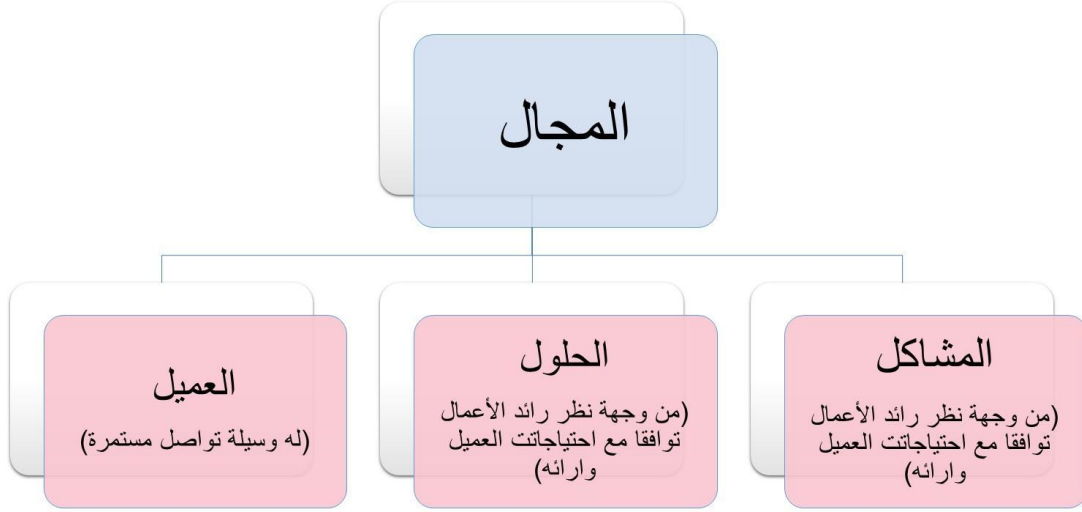 المجال
المشاكل
(من وجهة نظر رائد الأعمال
توافقا مع احتياجاتت العميل
وارائه)
الحلول
(من وجهة نظر رائد الأعمال
توافقا مع احتياجاتت العميل
وارائه)
العميل
(له وسيلة تواصل مستمرة)